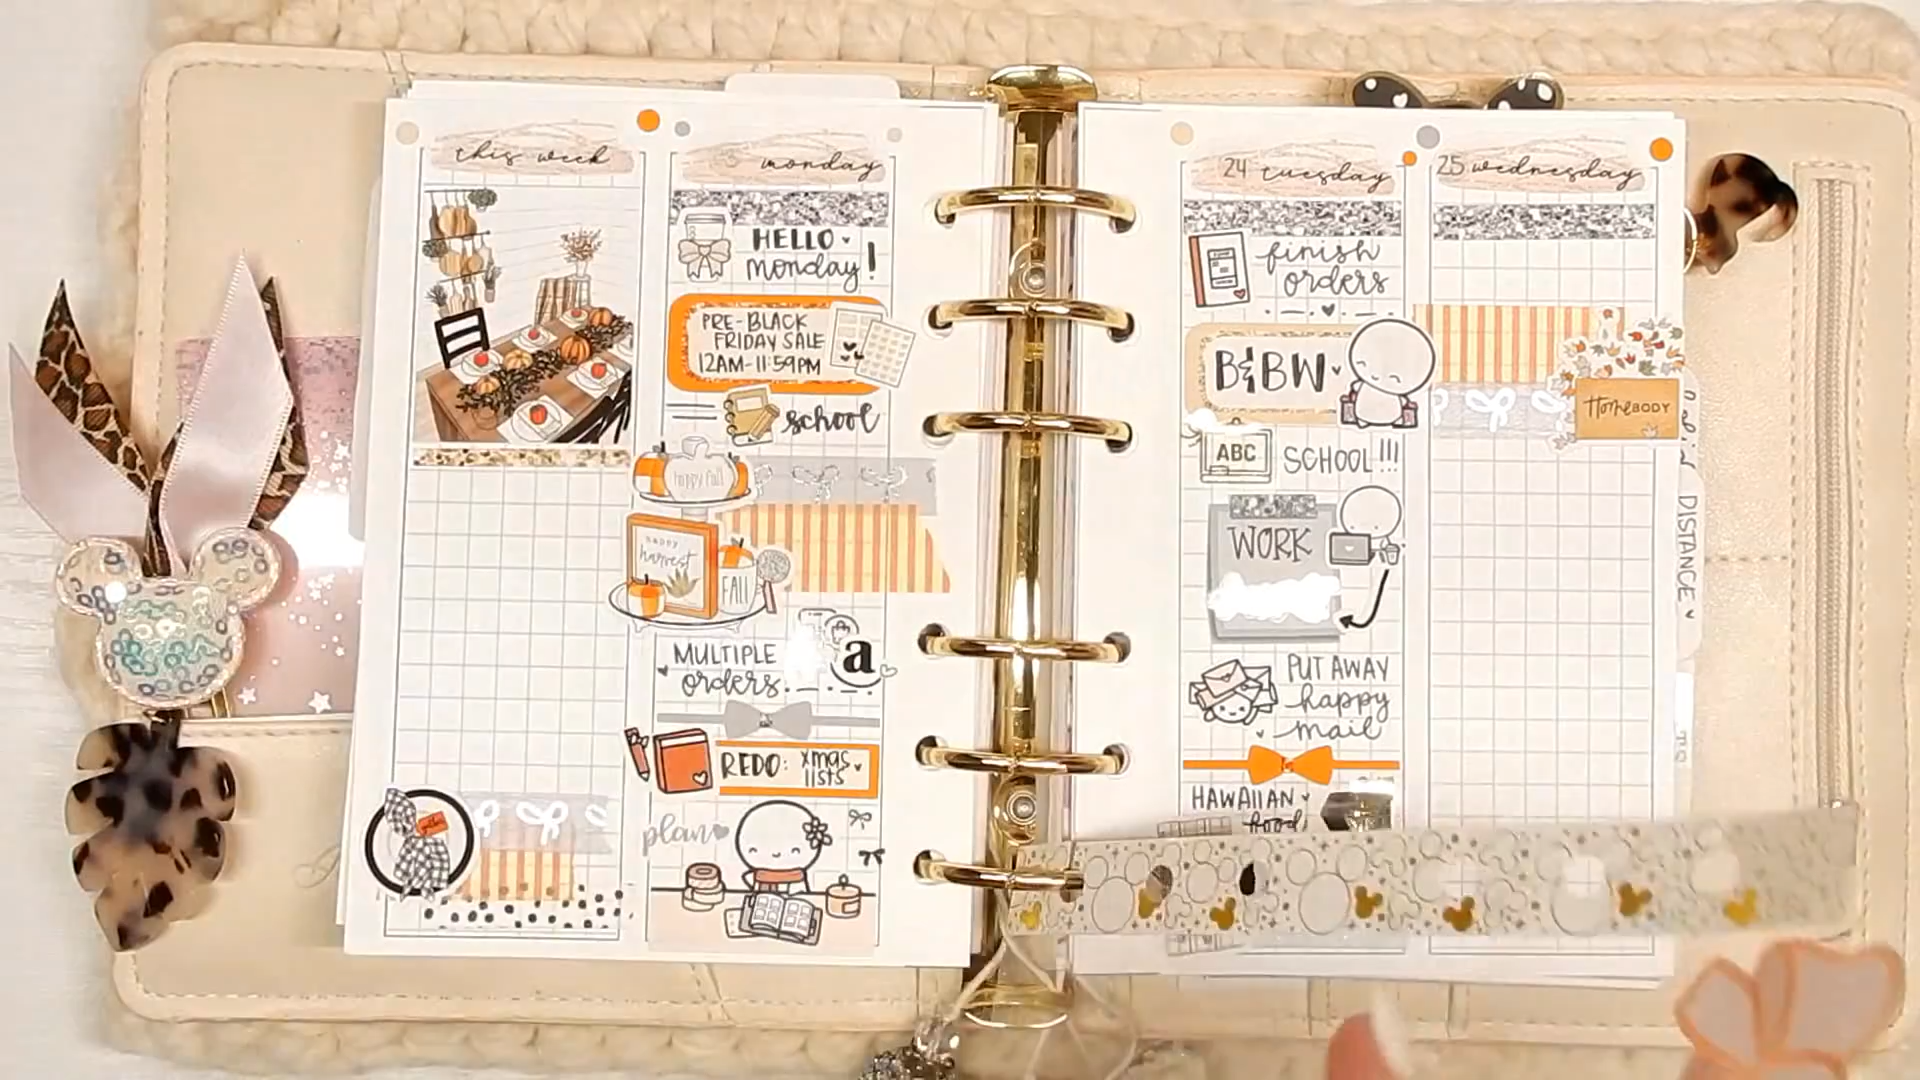 this week
monday
HELLO
monday!
PRE-BLACK
FRIDAY SALE
12AM-11:59PM
school
happy fall
happy
harvest
FALL
MULTIPLE
orders
a
REDO: xmas
lists
plan
24 tuesday
finish
orders
B&BW
ABC
SCHOOL!!!
WORK
PUT AWAY
happy
mail
HAWAIIAN
food
25 wednesday
HOMEBODY
DISTANCE